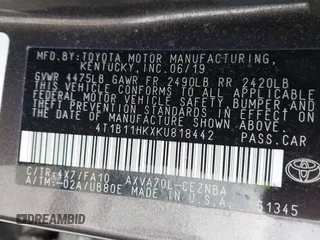 MFD BY: TOYOTA MOTOR MANUFACTURING,
KENTUCKY, INC. 06/19
GVWR 4475LB GAWR FR 2490LB RR 2420LB
THIS VEHICLE CONFORMS TO ALL APPLICABLE
FEDERAL MOTOR VEHICLE SAFETY, BUMPER, AND
THEFT PREVENTION STANDARDS IN EFFECT ON
THE DATE OF MANUFACTURE SHOWN ABOVE.
4T1B11HKXKU818442 PASS.CAR
C/TR:4X7/FA10 AXVA70L-CEZNBA
A/TM:-02A/UB80E MADE IN U.S.A.
51345
TOYOTA
DREAMBID